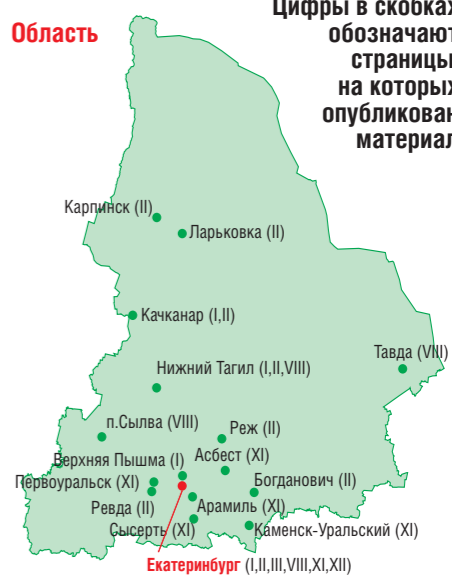 Область
Цифры в скобках
обозначают
страницы
на которых
опубликован
материал
Карпинск (II)
Ларьковка (II)
Качканар (I,II)
Тавда (VIII)
Нижний Тагил (I,II,VIII)
п.Сылва (VIII)
Реж (II)
Верхняя Пышма (I)
Асбест (XI)
Первоуральск (XI)
Богданович (II)
Ревда (II)
Арамиль (XI)
Сысерть (XI)
Каменск-Уральский (XI)
Екатеринбург (I,II,III,VIII,XI,XII)